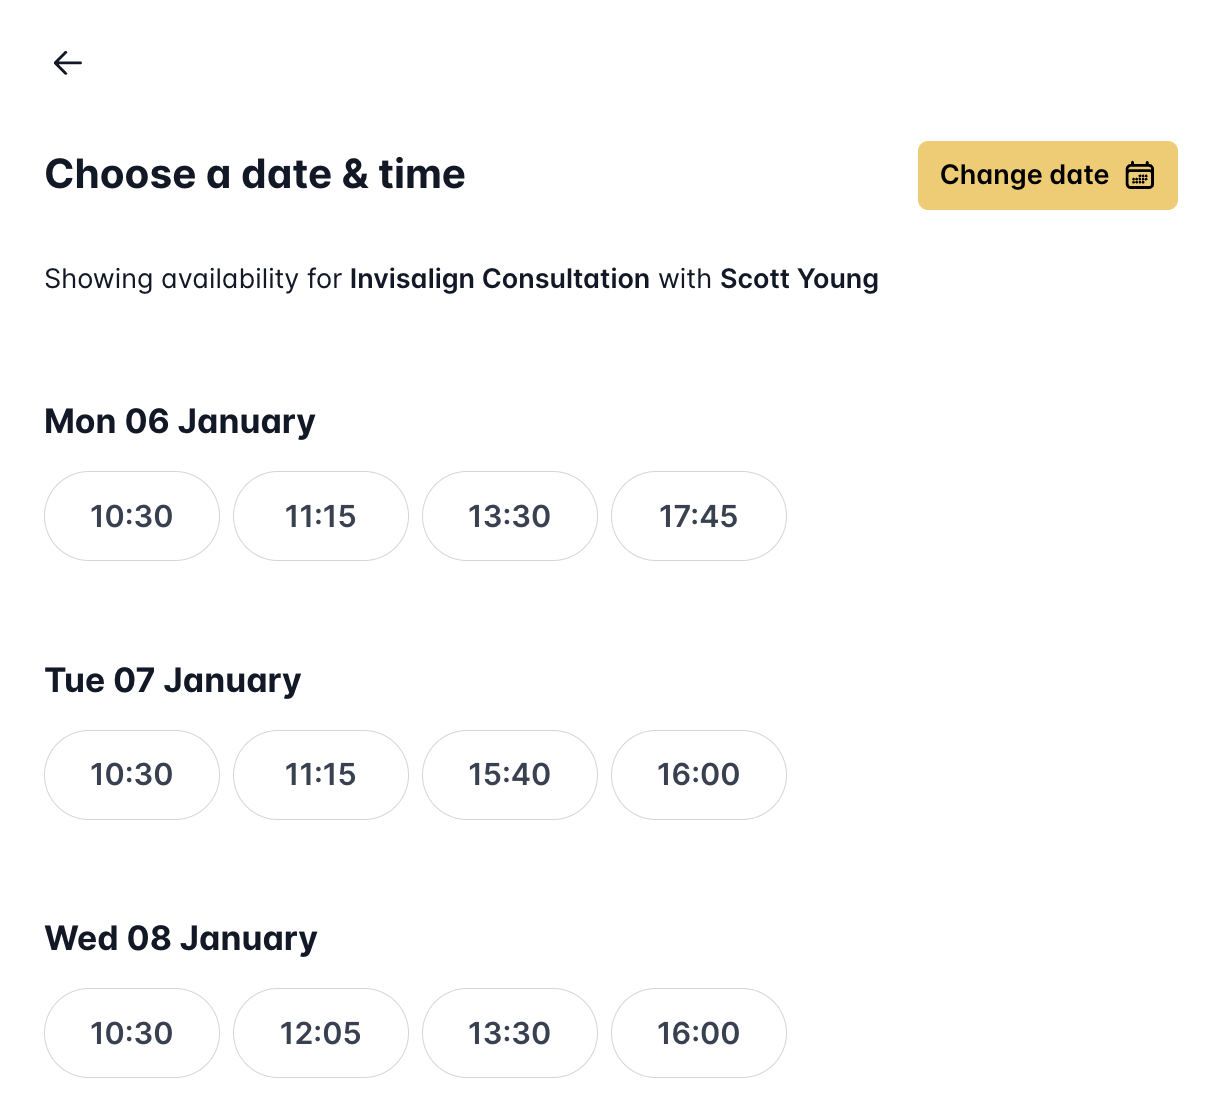 Choose a date & time
Change date
Showing availability for Invisalign Consultation with Scott Young
Mon 06 January
10:30 11:15 13:30 17:45
Tue 07 January
10:30 11:15 15:40 16:00
Wed 08 January
10:30 12:05 13:30 16:00